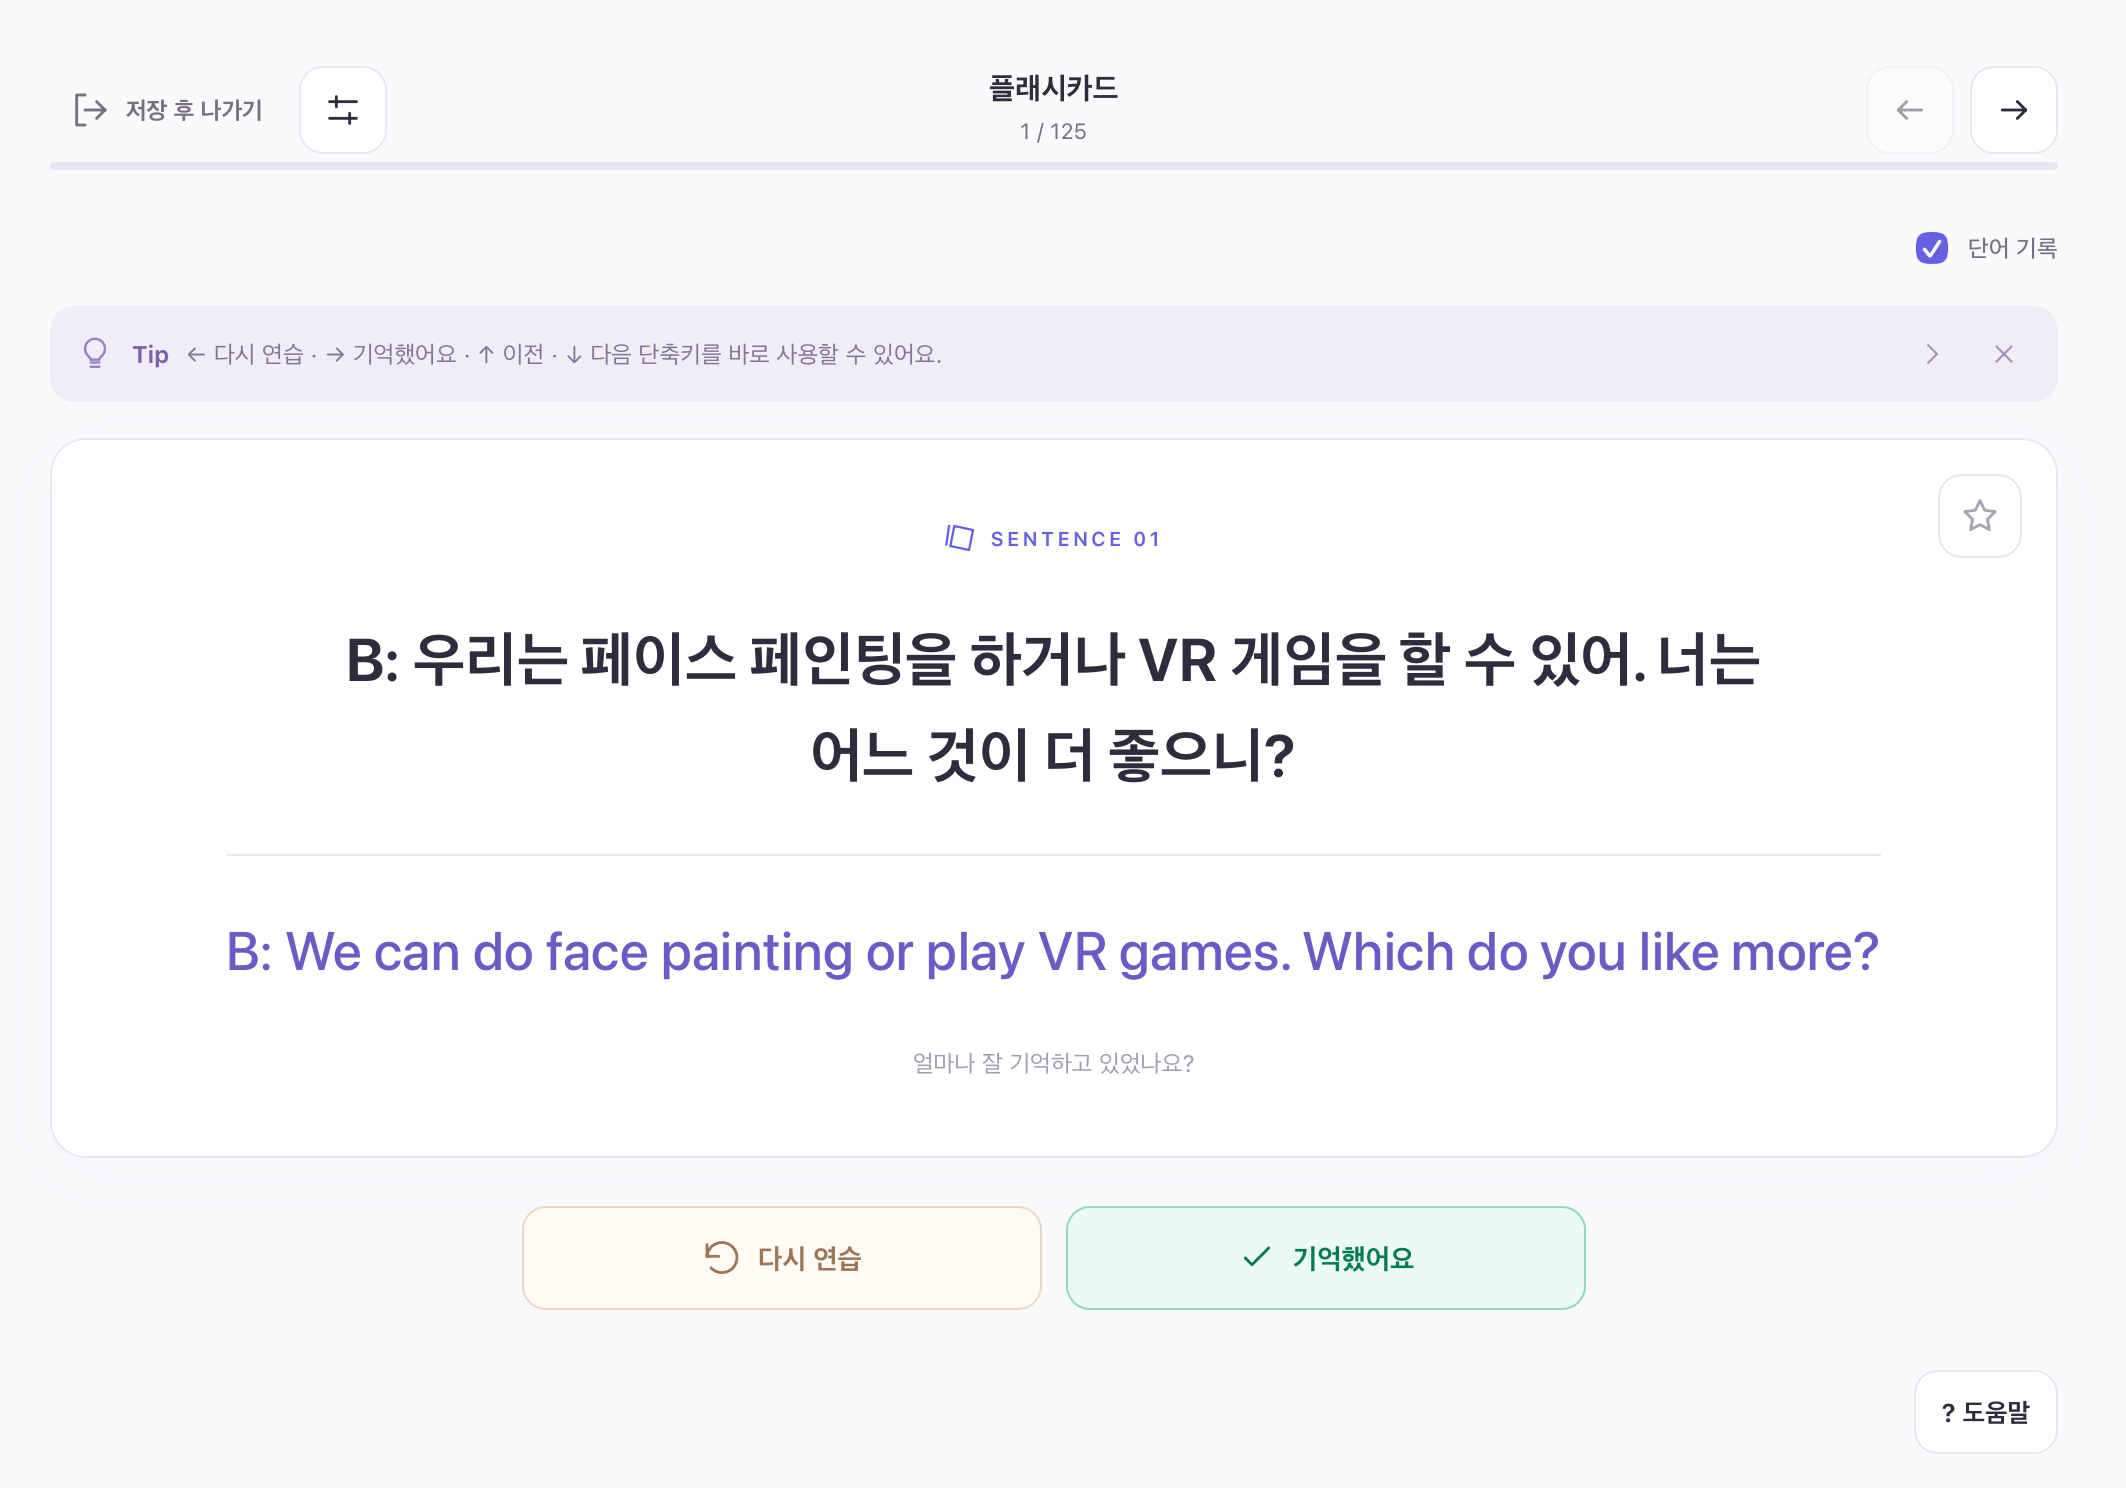 저장 후 나가기
플래시카드
1 / 125
단어 기록
Tip ← 다시 연습 · → 기억했어요 · ↑ 이전 · ↓ 다음 단축키를 바로 사용할 수 있어요.
SENTENCE 01
B: 우리는 페이스 페인팅을 하거나 VR 게임을 할 수 있어. 너는
어느 것이 더 좋으니?
B: We can do face painting or play VR games. Which do you like more?
얼마나 잘 기억하고 있었나요?
다시 연습
기억했어요
? 도움말